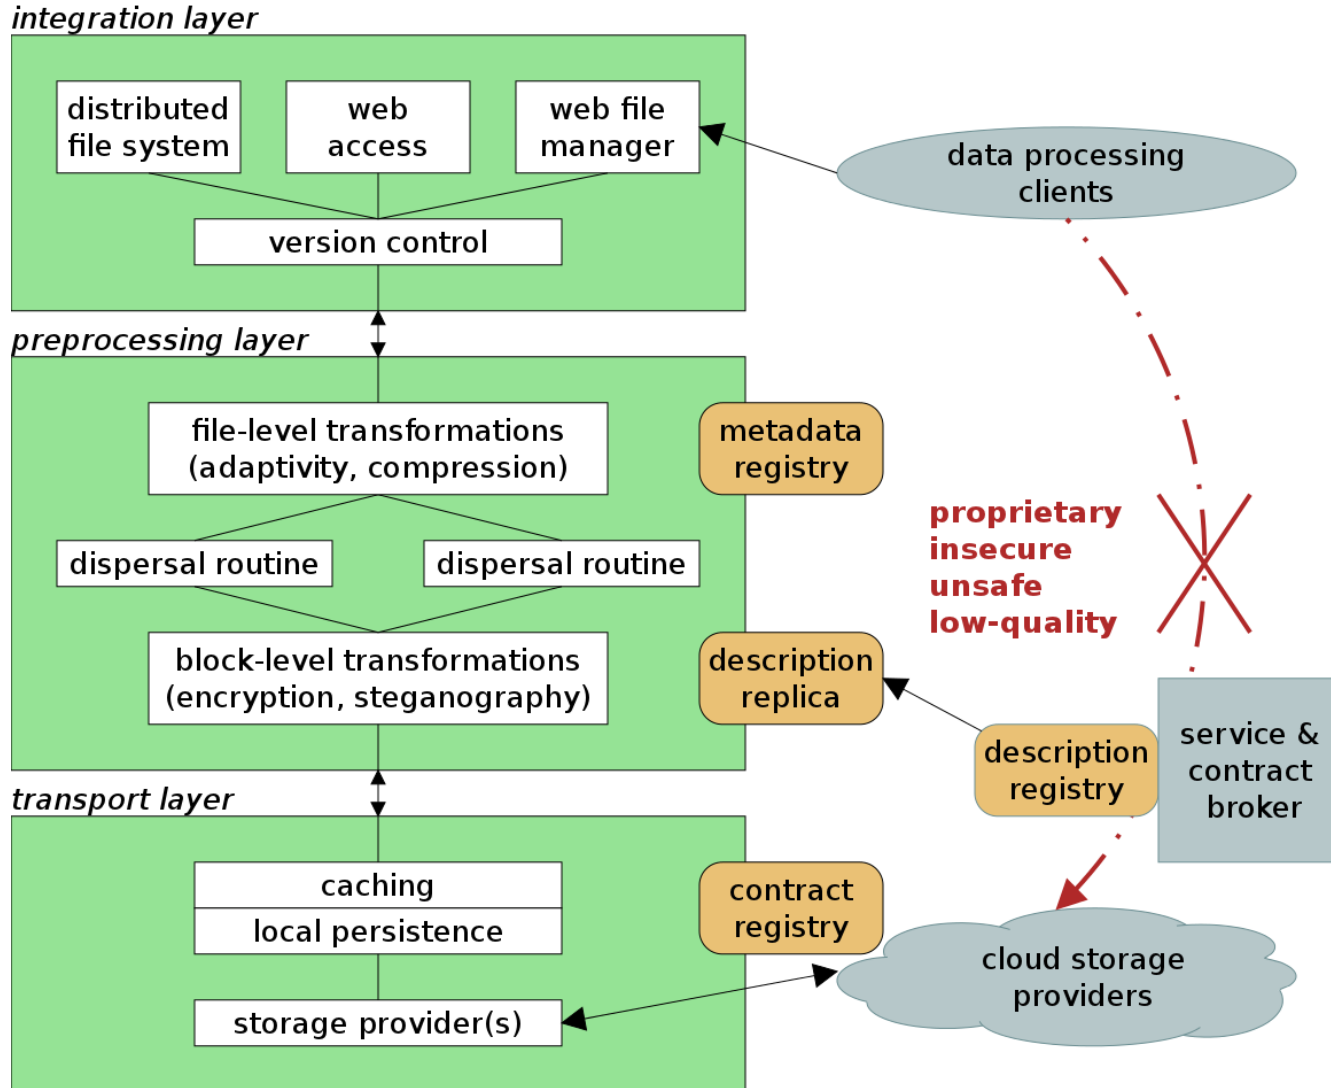 integration layer
distributed
file system
web
access
web file
manager
data processing
clients
version control
preprocessing layer
file-level transformations
(adaptivity, compression)
metadata
registry
proprietary
insecure
unsafe
low-quality
dispersal routine
dispersal routine
block-level transformations
(encryption, steganography)
description
replica
description
registry
service &
contract
broker
transport layer
caching
local persistence
contract
registry
cloud storage
providers
storage provider(s)